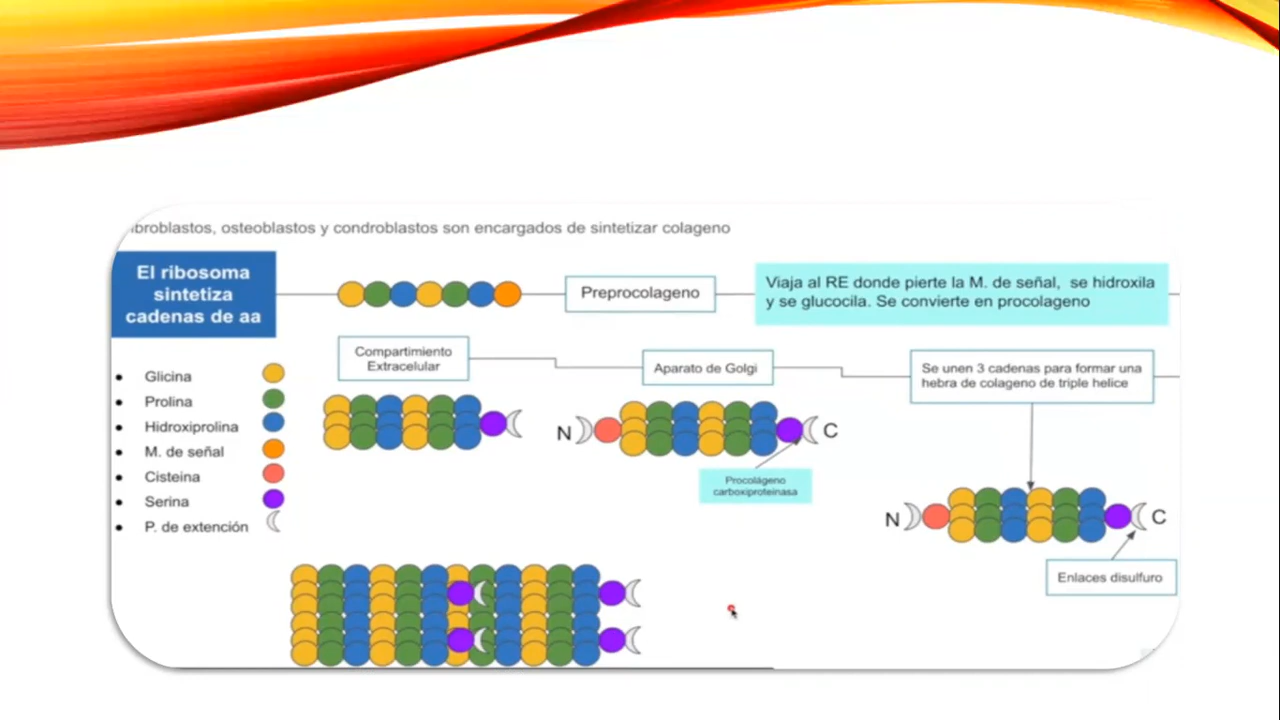 ibroblastos, osteoblastos y condroblastos son encargados de sintetizar colageno
El ribosoma
sintetiza
cadenas de aa
Preprocolageno
Viaja al RE donde pierte la M. de señal, se hidroxila
y se glucocila. Se convierte en procolageno
Compartimiento
Extracelular
Aparato de Golgi
Se unen 3 cadenas para formar una
hebra de colageno de triple helice
• Glicina
• Prolina
• Hidroxiprolina
• M. de señal
• Cisteina
• Serina
• P. de extención
N
C
Procolágeno
carboxiproteinasa
N
C
Enlaces disulfuro